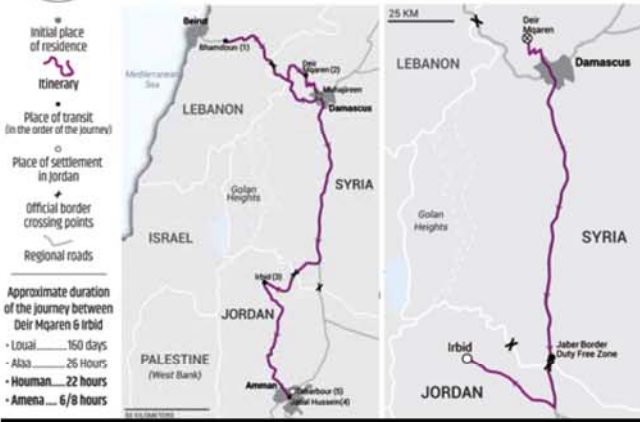 Initial place
of residence
Itinerary
Place of transit
(in the order of the journey)
Place of settlement
in Jordan
Official border
crossing points
Regional roads
Approximate duration
of the journey between
Deir Mqaren & Irbid
- Louai..........160 days
- Alaa............ 26 Hours
- Houman..... 22 hours
- Amena .... 6/8 hours
Beirut
Bhamdoun (1)
Deir
Mqaren (2)
Muhajireen
Damascus
Mediterranean
Sea
LEBANON
SYRIA
Golan
Heights
ISRAEL
Irbid (3)
JORDAN
PALESTINE
(West Bank)
Amman
Tabarbour (5)
Jabal Hussein(4)
50 KILOMETERS
25 KM
Deir
Mqaren
LEBANON
Damascus
Golan
Heights
SYRIA
Jaber Border
Duty Free Zone
Irbid
JORDAN